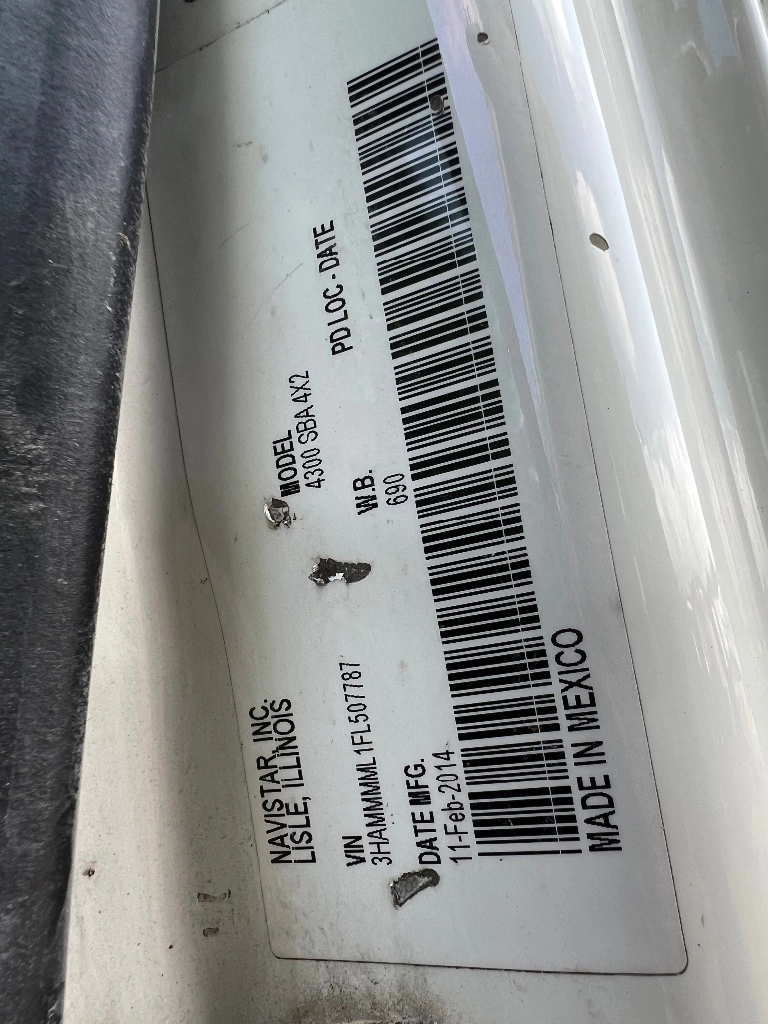 NAVISTAR, INC.
LISLE, ILLINOIS
MODEL
4300 SBA 4X2
VIN
3HAMMMML1FL507787
W.B.
690
PD LOC - DATE
DATE MFG.
11-Feb-2014
MADE IN MEXICO